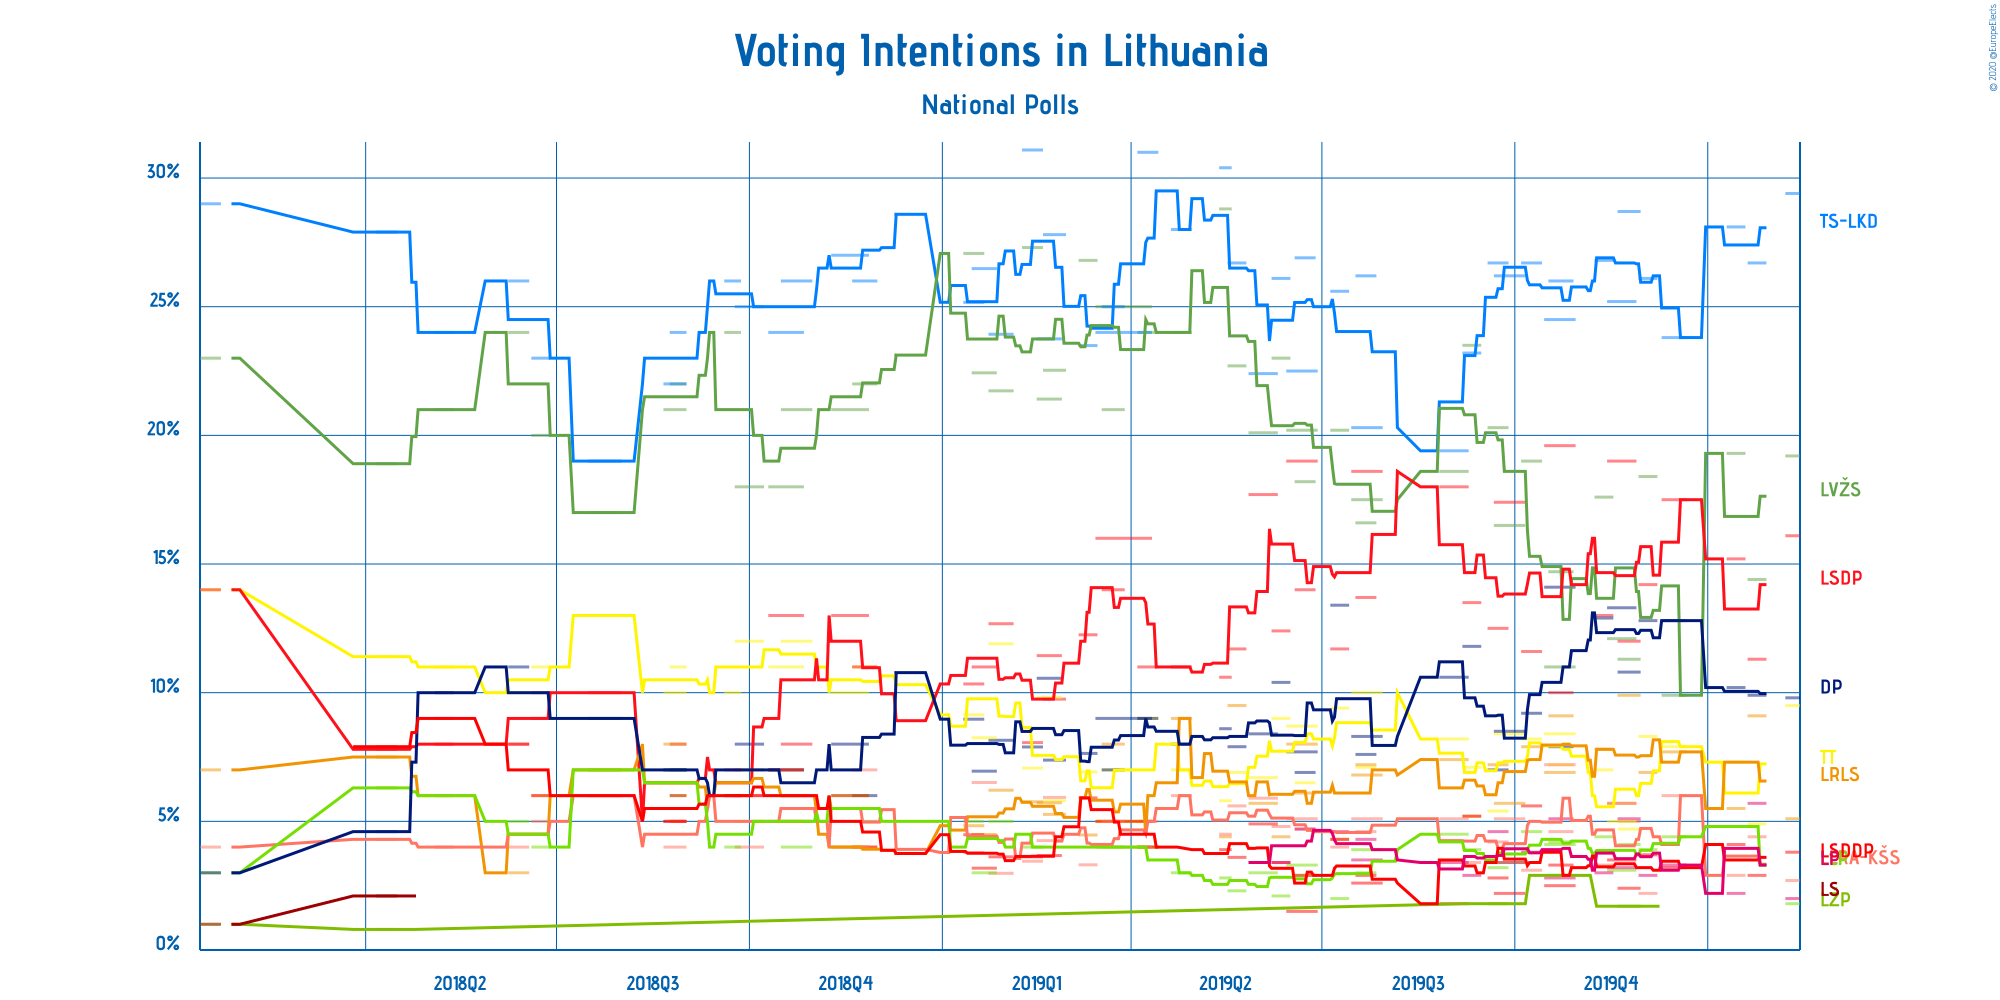 Voting Intentions in Lithuania
National Polls
© 2020 @EuropeElects
30%
25%
20%
15%
10%
5%
0%
TS-LKD
LVŽS
LSDP
DP
TT
LRLS
LSDDP
LLRA-KŠS
LS
LŽP
2018Q2
2018Q3
2018Q4
2019Q1
2019Q2
2019Q3
2019Q4